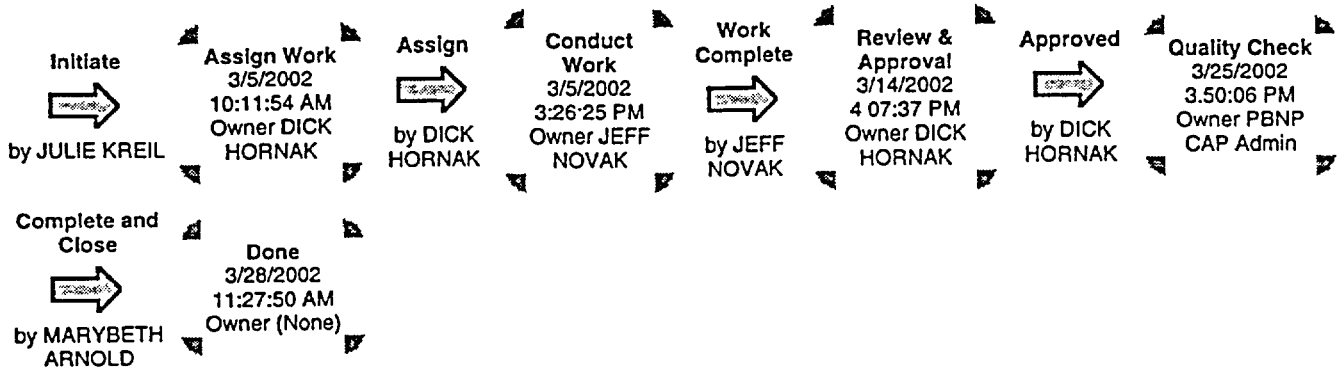 Initiate
by JULIE KREIL
Assign Work
3/5/2002
10:11:54 AM
Owner DICK
HORNAK
Assign
by DICK
HORNAK
Conduct
Work
3/5/2002
3:26·25 PM
Owner JEFF
NOVAK
Work
Complete
by JEFF
NOVAK
Review &
Approval
3/14/2002
4 07:37 PM
Owner DICK
HORNAK
Approved
by DICK
HORNAK
Quality Check
3/25/2002
3.50:06 PM
Owner PBNP
CAP Admin
Complete and
Close
by MARYBETH
ARNOLD
Done
3/28/2002
11:27:50 AM
Owner (None)